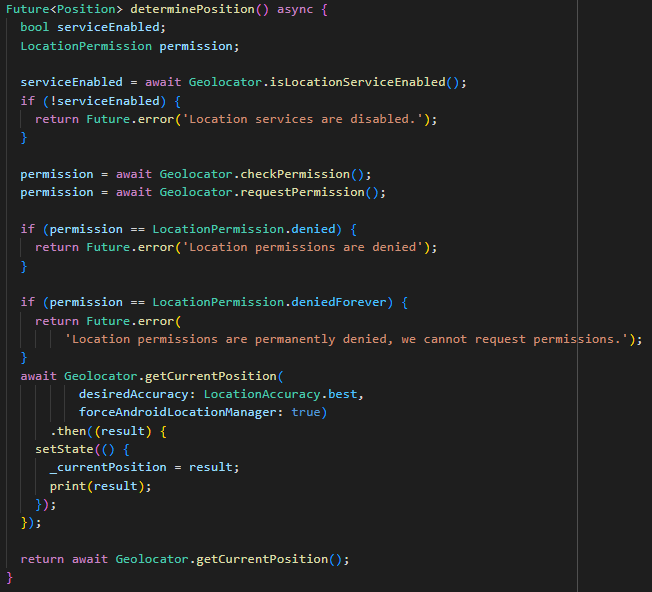 Future<Position> determinePosition() async {
  bool serviceEnabled;
  LocationPermission permission;

  serviceEnabled = await Geolocator.isLocationServiceEnabled();
  if (!serviceEnabled) {
    return Future.error('Location services are disabled.');
  }

  permission = await Geolocator.checkPermission();
  permission = await Geolocator.requestPermission();

  if (permission == LocationPermission.denied) {
    return Future.error('Location permissions are denied');
  }

  if (permission == LocationPermission.deniedForever) {
    return Future.error(
        'Location permissions are permanently denied, we cannot request permissions.');
  }
  await Geolocator.getCurrentPosition(
          desiredAccuracy: LocationAccuracy.best,
          forceAndroidLocationManager: true)
      .then((result) {
    setState(() {
      _currentPosition = result;
      print(result);
    });
  });

  return await Geolocator.getCurrentPosition();
}